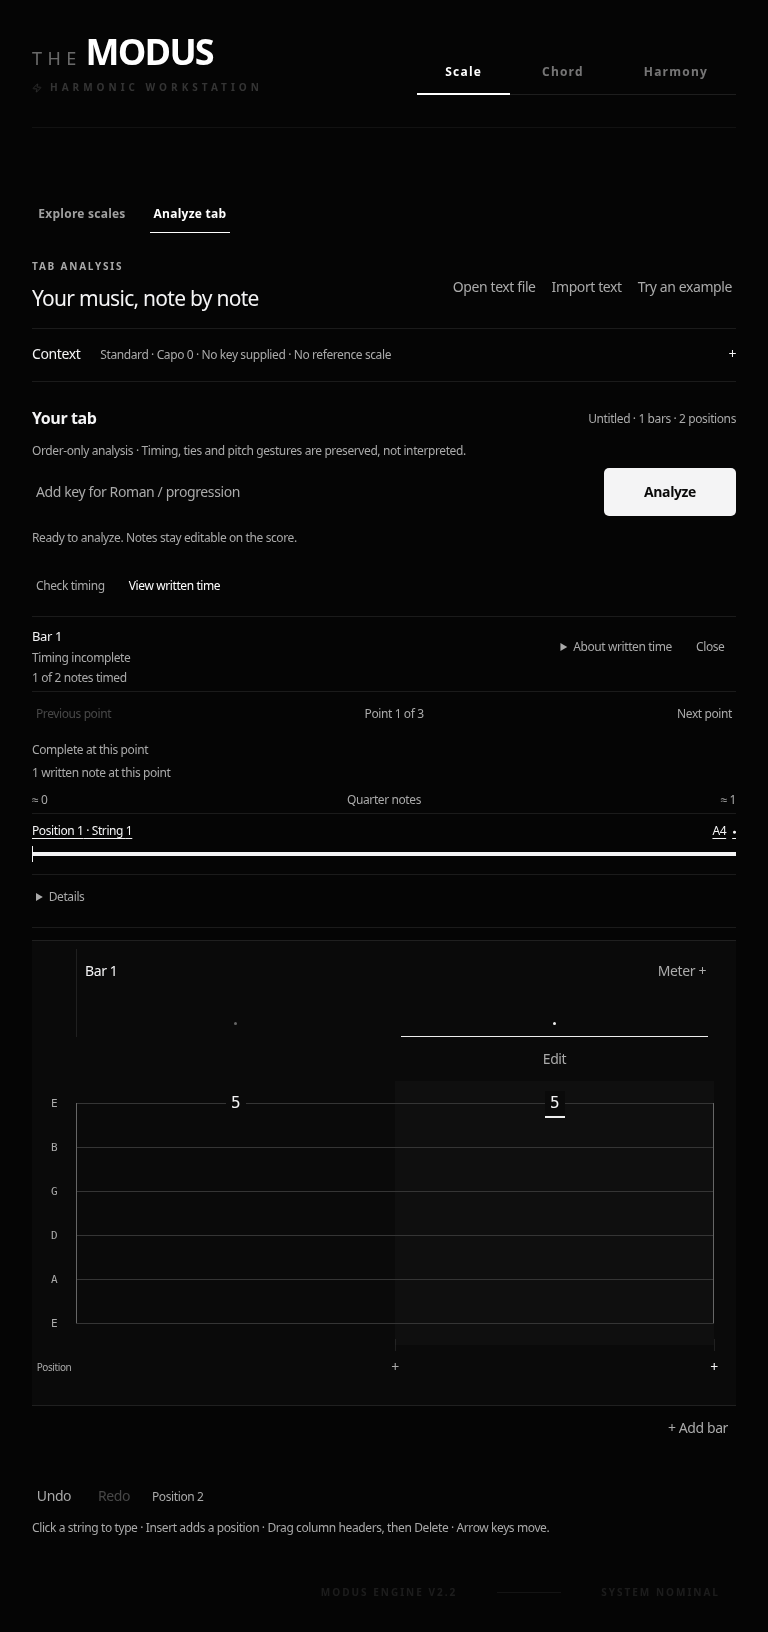 THE MODUS
HARMONIC WORKSTATION
Scale Chord Harmony
Explore scales Analyze tab
TAB ANALYSIS
Your music, note by note
Open text file Import text Try an example
Context Standard · Capo 0 · No key supplied · No reference scale +
Your tab Untitled · 1 bars · 2 positions
Order-only analysis · Timing, ties and pitch gestures are preserved, not interpreted.
Add key for Roman / progression Analyze
Ready to analyze. Notes stay editable on the score.
Check timing View written time
Bar 1
Timing incomplete
1 of 2 notes timed
▶ About written time Close
Previous point Point 1 of 3 Next point
Complete at this point
1 written note at this point
≈ 0 Quarter notes ≈ 1
Position 1 · String 1 A4 •
▶ Details
Bar 1 Meter +
• •
Edit
E 5 5
B
G
D
A
E
Position + +
+ Add bar
Undo Redo Position 2
Click a string to type · Insert adds a position · Drag column headers, then Delete · Arrow keys move.
MODUS ENGINE V2.2 SYSTEM NOMINAL